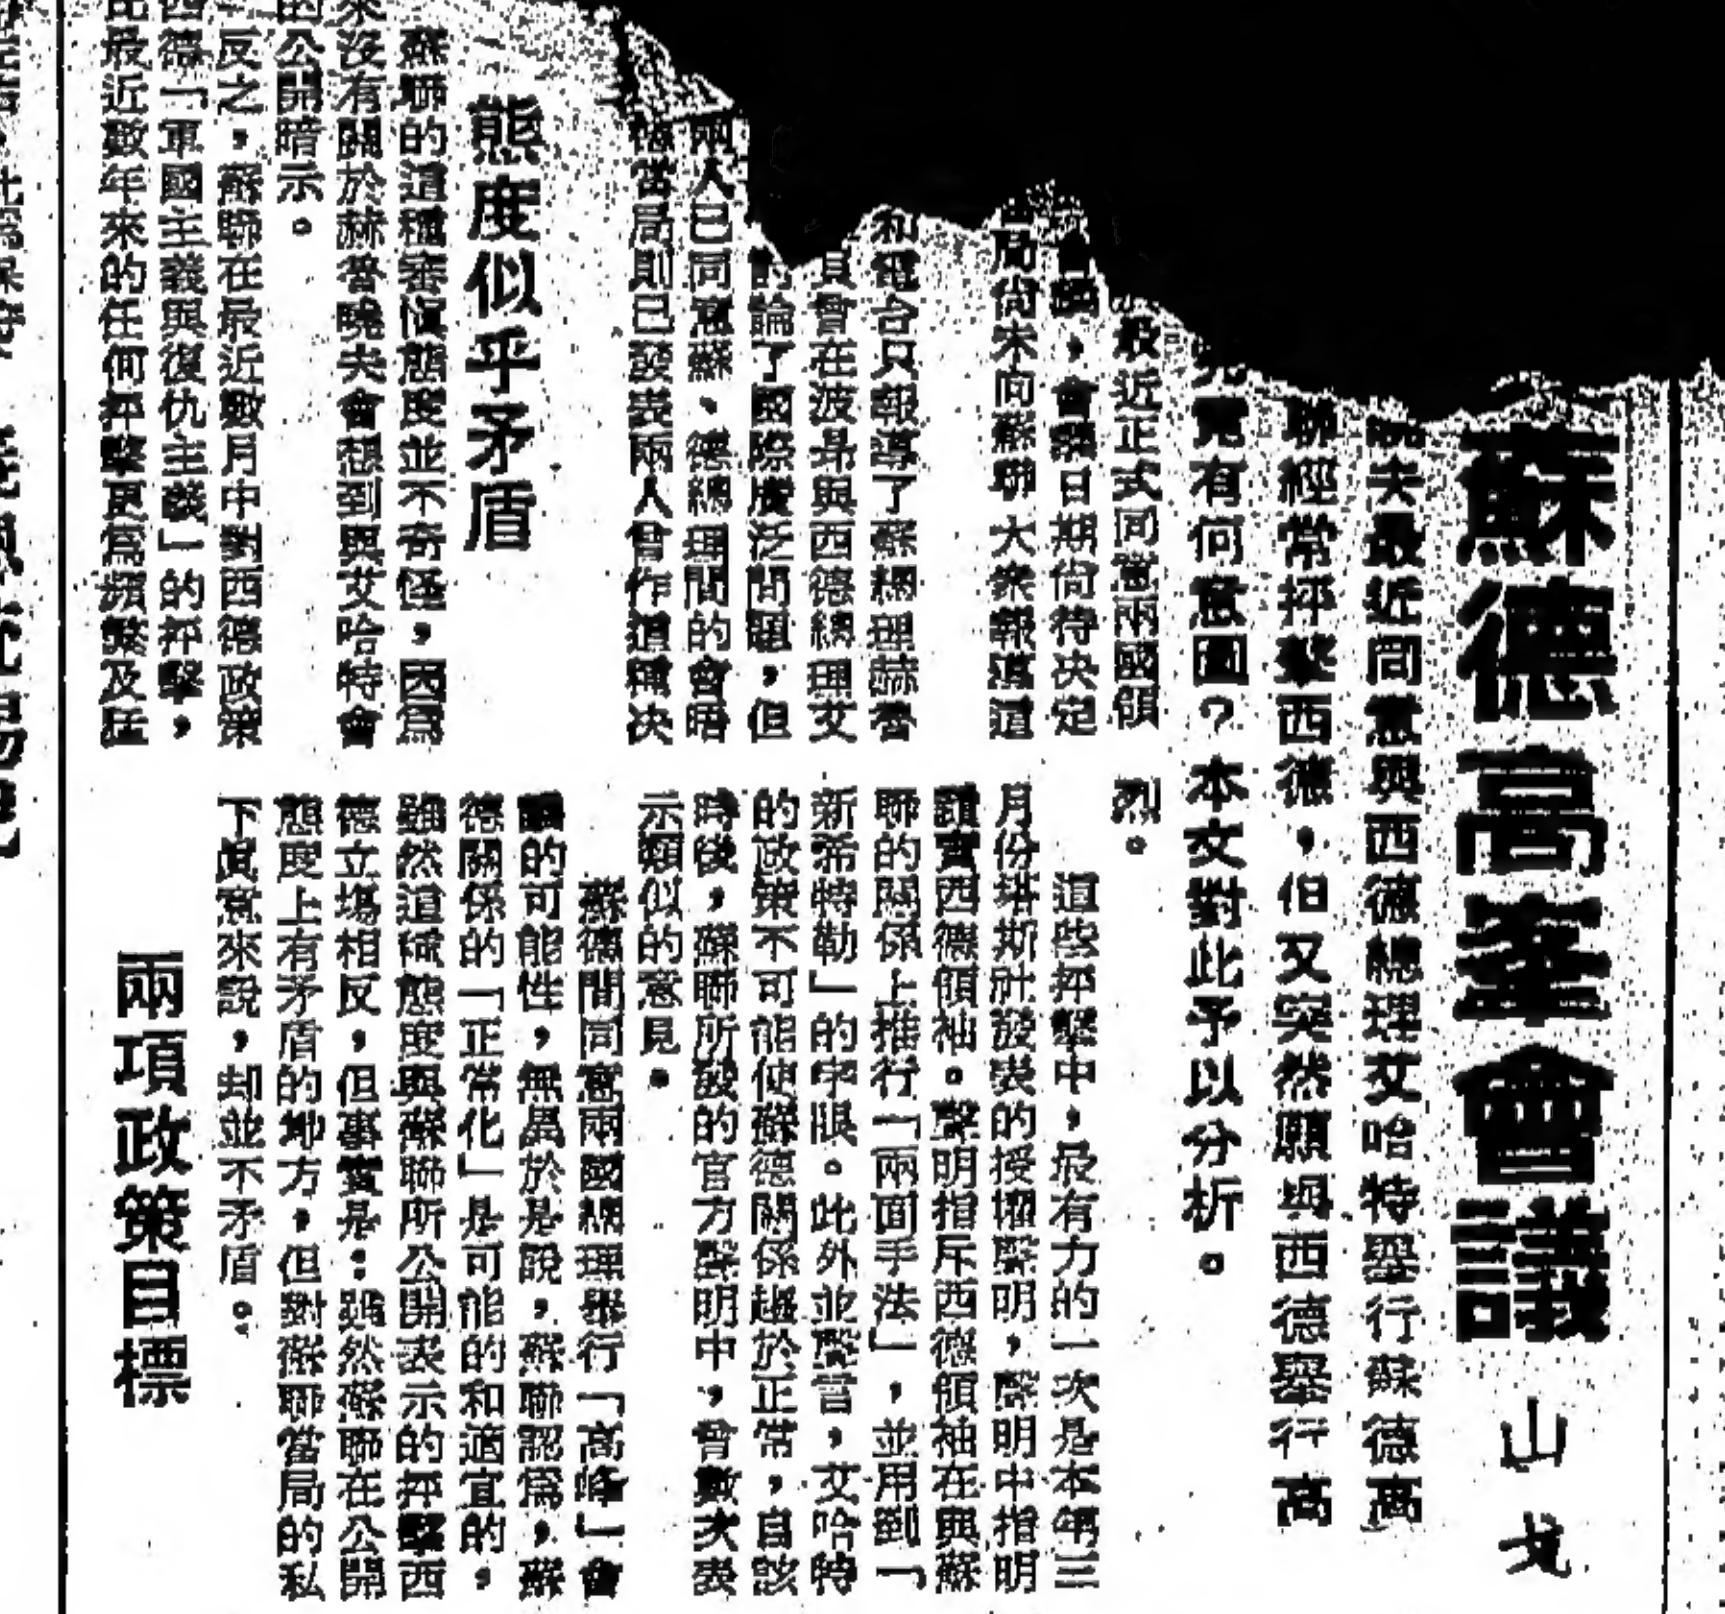 蘇德高峯會議
山戈
夫最近同意與西德總理艾哈特舉行蘇德高
聯經常抨擊西德，但又突然願與西德舉行高
竟有何意圖？本文對此予以分析。
最近正式同意兩國領
，會議日期尚待決定
局尚未向蘇聯大衆報道這
和電台只報導了蘇總理赫魯
員會在波昂與西德總理艾
討論了國際廣泛問題，但
兩人已同意蘇、德總理間的會晤
德當局則已發表兩人曾作這種決
態度似乎矛盾
蘇聯的這種審慎態度並不奇怪，因爲
來沒有關於赫魯曉夫會想到與艾哈特會
的公開暗示。
反之，蘇聯在最近數月中對西德政策
西德「軍國主義與復仇主義」的抨擊，
比最近數年來的任何抨擊更爲頻繁及猛
烈。
這些抨擊中，最有力的一次是本年三
月份塔斯社發表的授權聲明，聲明中指明
譴責西德領袖。聲明指斥西德領袖在與蘇
聯的關係上推行「兩面手法」，並用到「
新希特勒」的字眼。此外並聲言，艾哈特
的政策不可能使蘇德關係趨於正常，自該
時後，蘇聯所發的官方聲明中，曾數次表
示類似的意見。
蘇德間同意兩國總理舉行「高峰」會
議的可能性，無異於是說，蘇聯認爲，蘇
德關係的「正常化」是可能的和適宜的，
雖然這種態度與蘇聯所公開表示的抨擊西
德立場相反，但事實是：雖然蘇聯在公開
態度上有矛盾的地方，但對蘇聯當局的私
下眞意來說，却並不矛盾。
兩項政策目標